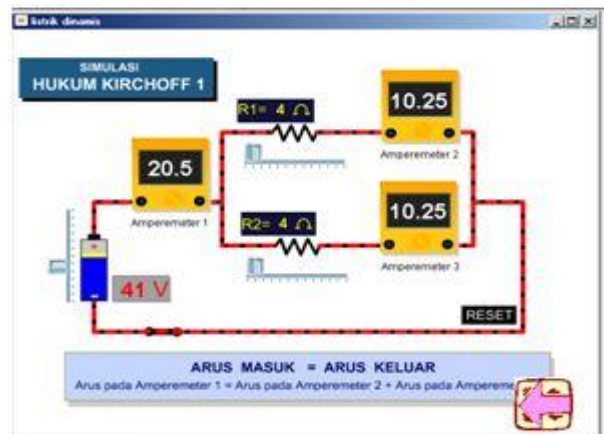 listrik dinamis
SIMULASI
HUKUM KIRCHOFF 1
R1= 4 Ω
10.25
Amperemeter 2
20.5
Amperemeter 1
R2= 4 Ω
10.25
Amperemeter 3
41 V
RESET
ARUS MASUK = ARUS KELUAR
Arus pada Amperemeter 1 = Arus pada Amperemeter 2 + Arus pada